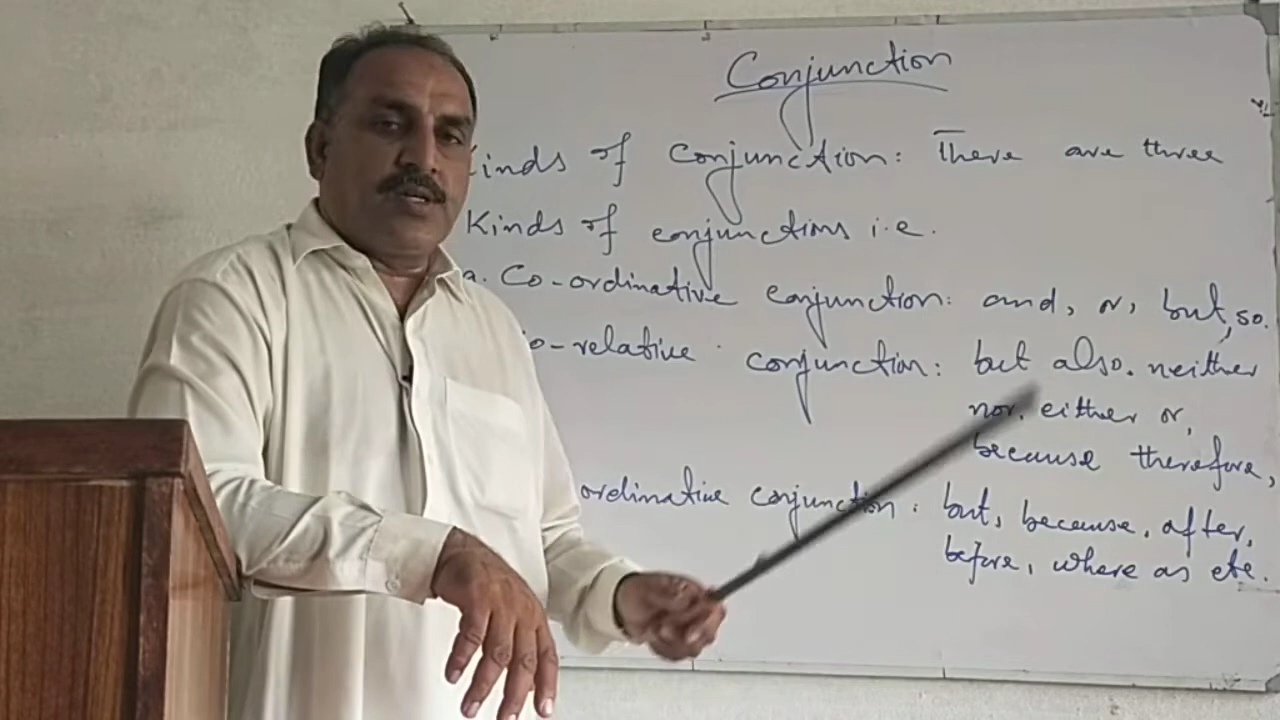 Conjunction
inds of Conjunction: There are three
Kinds of conjunctions i.e.
a. Co-ordinative conjunction: and, or, but, so.
o-relative conjunction: but also. neither
nor. either or,
because therefore,
ordinative conjunction: but, because, after,
before, where as etc.